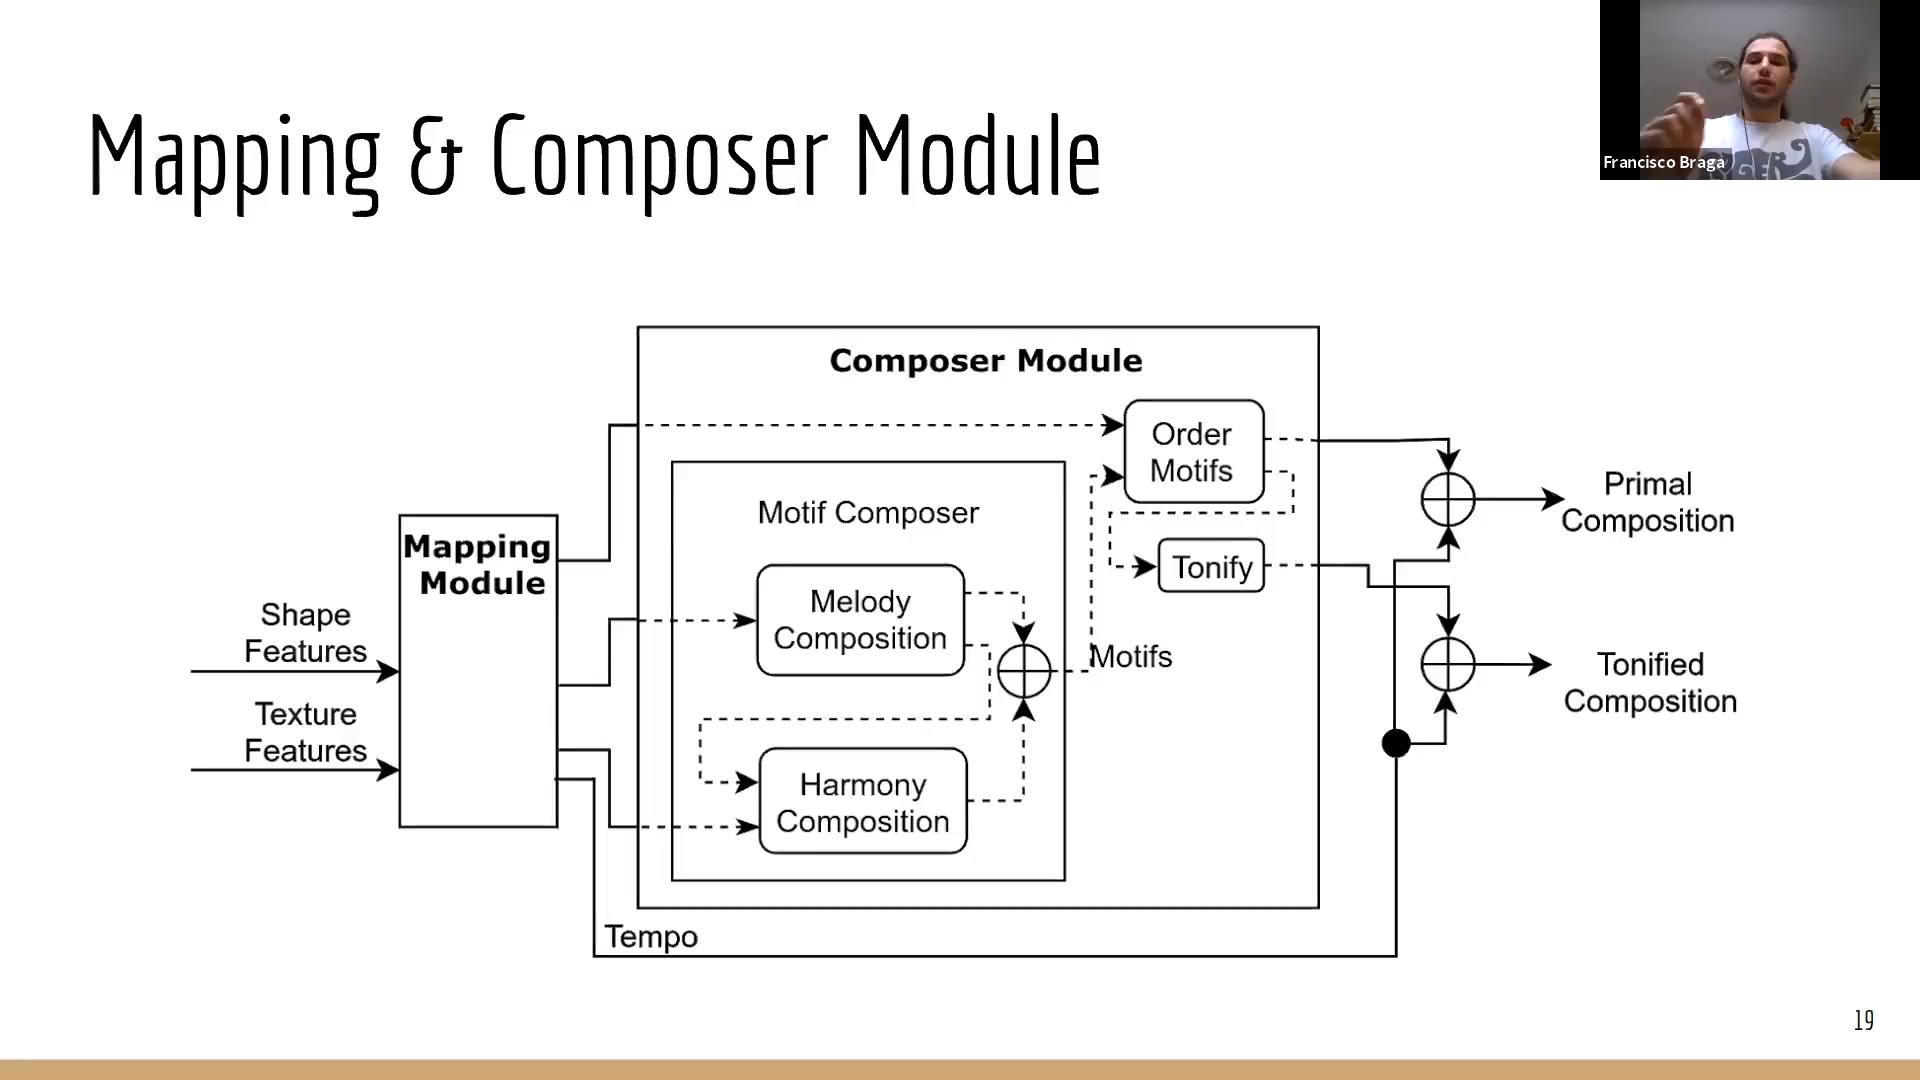 Mapping & Composer Module
Francisco Braga
Composer Module
Order
Motifs
Motif Composer
Primal
Composition
Mapping
Module
Tonify
Melody
Composition
Shape
Features
Motifs
Tonified
Composition
Texture
Features
Harmony
Composition
Tempo
19